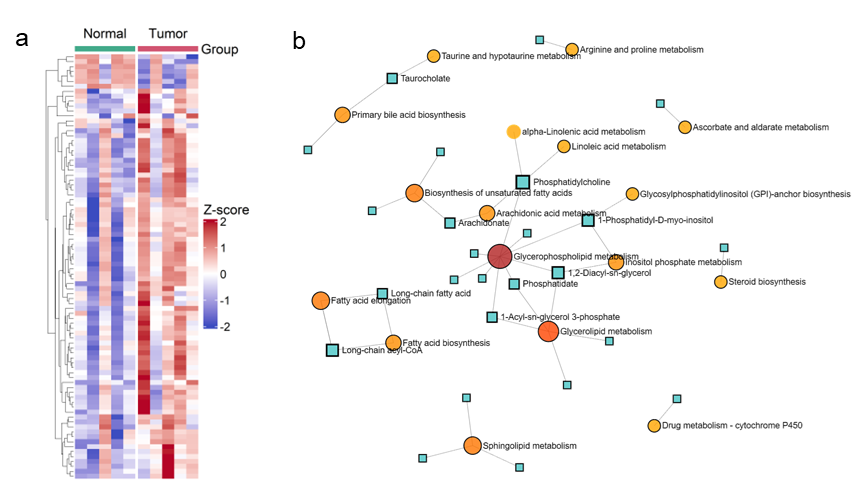 a
Normal Tumor
Group
Z-score
2
1
0
-1
-2
b
Taurine and hypotaurine metabolism
Arginine and proline metabolism
Taurocholate
Primary bile acid biosynthesis
Ascorbate and aldarate metabolism
alpha-Linolenic acid metabolism
Linoleic acid metabolism
Phosphatidylcholine
Biosynthesis of unsaturated fatty acids
Glycosylphosphatidylinositol (GPI)-anchor biosynthesis
Arachidonic acid metabolism
Arachidonate
1-Phosphatidyl-D-myo-inositol
Glycerophospholipid metabolism
Inositol phosphate metabolism
1,2-Diacyl-sn-glycerol
Phosphatidate
Steroid biosynthesis
Long-chain fatty acid
Fatty acid elongation
1-Acyl-sn-glycerol 3-phosphate
Glycerolipid metabolism
Fatty acid biosynthesis
Long-chain acyl-CoA
Drug metabolism - cytochrome P450
Sphingolipid metabolism